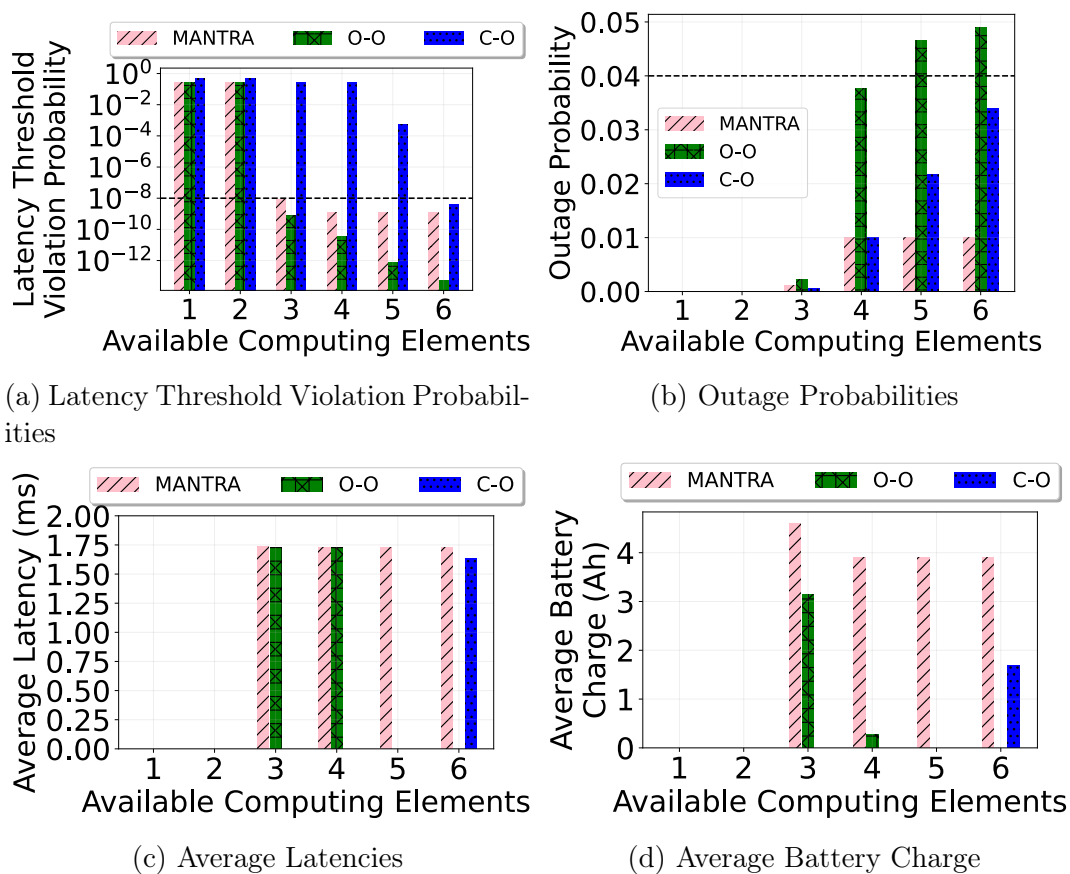 MANTRA O-O C-O
Latency Threshold
Violation Probability
10^0
10^-2
10^-4
10^-6
10^-8
10^-10
10^-12
1 2 3 4 5 6
Available Computing Elements
(a) Latency Threshold Violation Probabil-
ities
Outage Probability
0.05
0.04
0.03
0.02
0.01
0.00
MANTRA
O-O
C-O
1 2 3 4 5 6
Available Computing Elements
(b) Outage Probabilities
MANTRA O-O C-O
Average Latency (ms)
2.00
1.75
1.50
1.25
1.00
0.75
0.50
0.25
0.00
1 2 3 4 5 6
Available Computing Elements
(c) Average Latencies
MANTRA O-O C-O
Average Battery
Charge (Ah)
4
3
2
1
0
1 2 3 4 5 6
Available Computing Elements
(d) Average Battery Charge